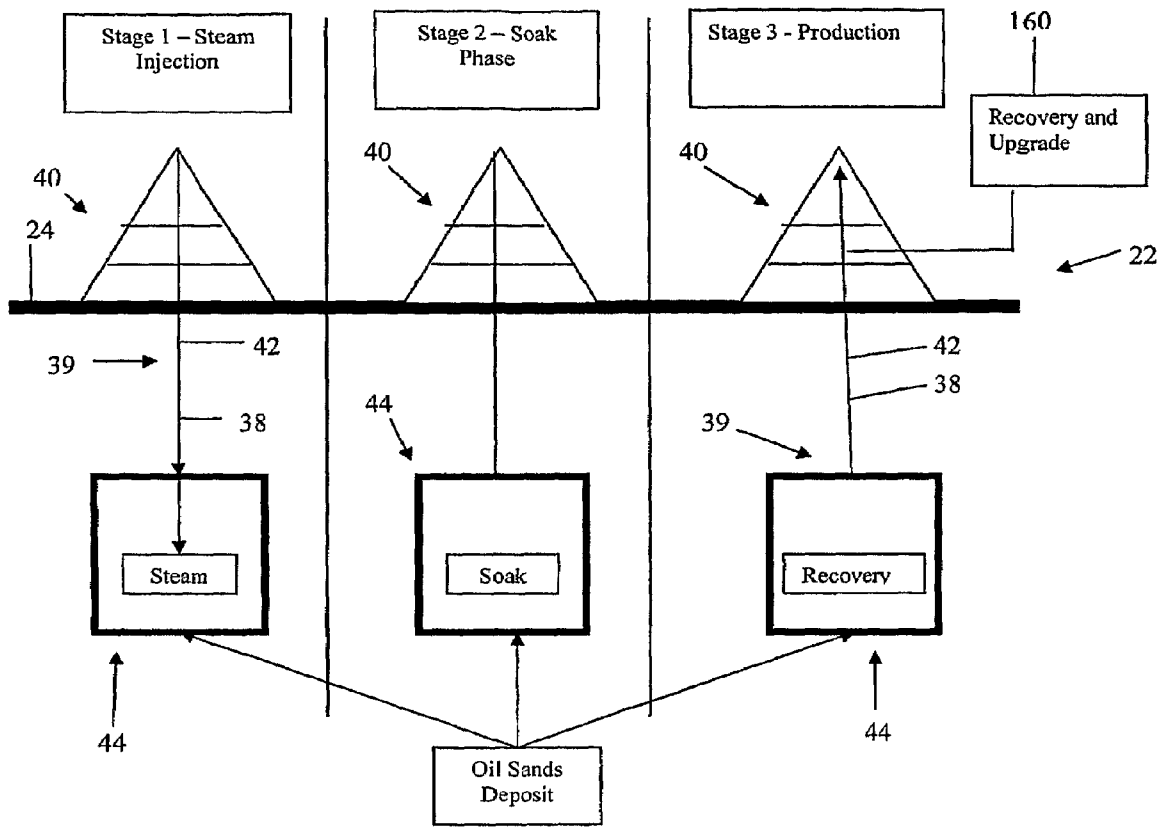 Stage 1 – Steam
Injection
Stage 2 – Soak
Phase
Stage 3 - Production
160
Recovery and
Upgrade
40
40
40
24
22
42
39
38
44
42
38
39
Steam
Soak
Recovery
44
44
Oil Sands
Deposit